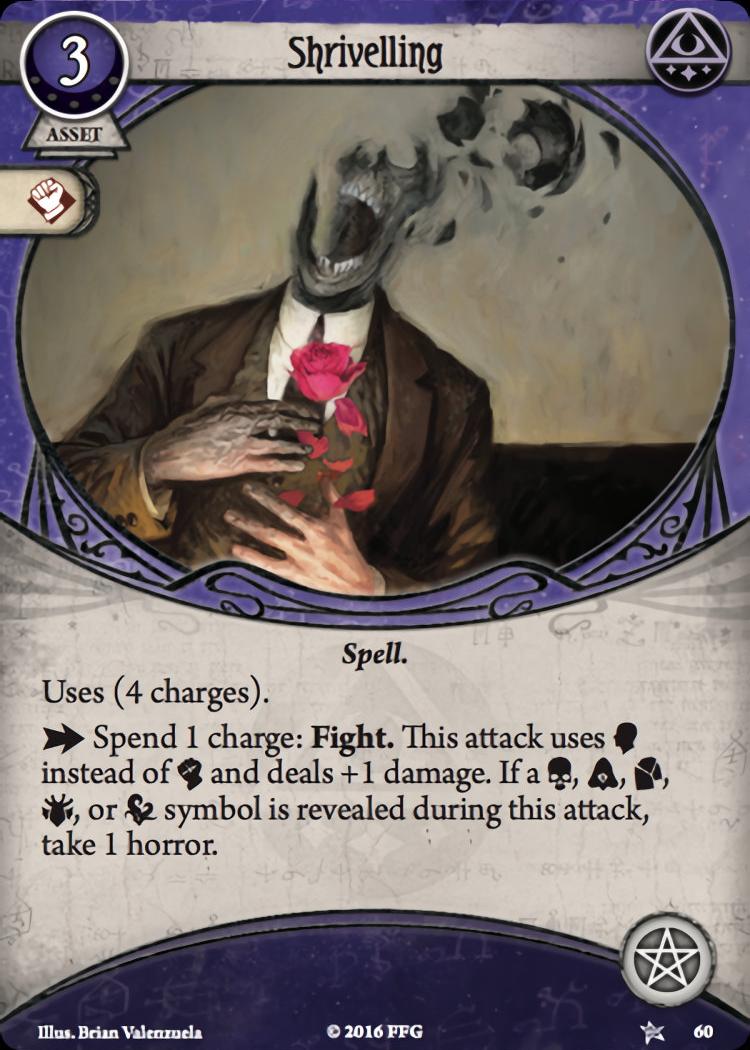 3
Shrivelling
ASSET
Spell.
Uses (4 charges).
Spend 1 charge: Fight. This attack uses
instead of and deals +1 damage. If a , , ,
, or symbol is revealed during this attack,
take 1 horror.
Illus. Brian Valenzuela
© 2016 FFG
60